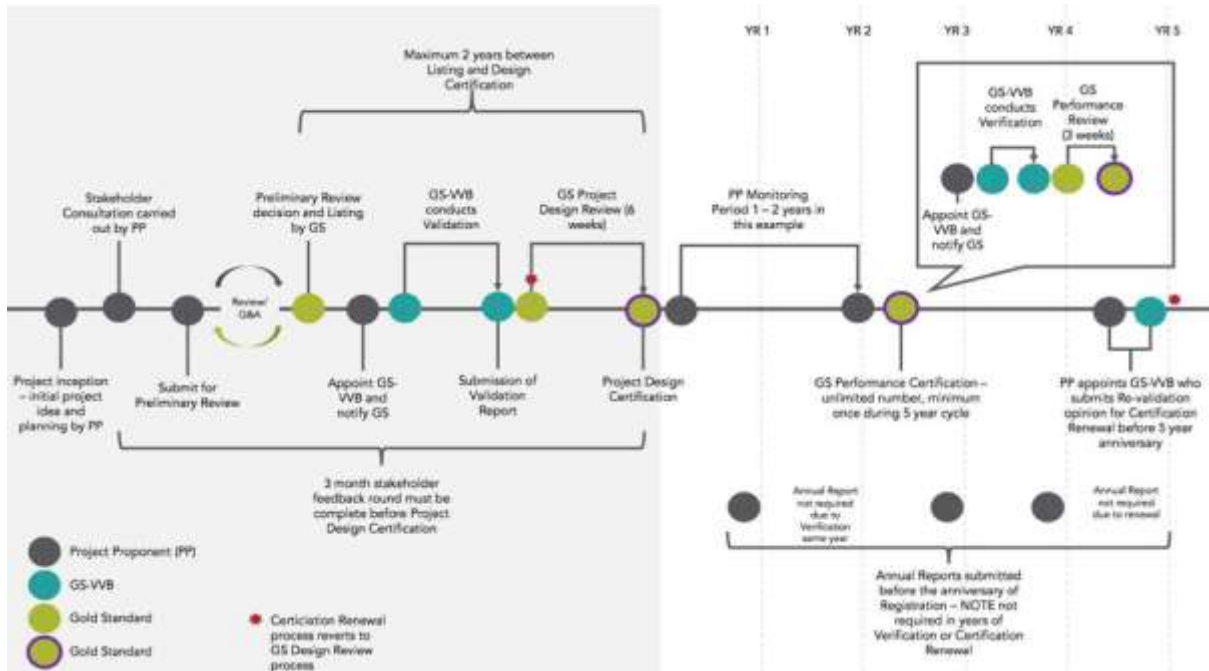 YR 1
YR 2
YR 3
YR 4
YR 5
Maximum 2 years between
Listing and Design
Certification
GS-VVB
conducts
Verification
GS
Performance
Review
(3 weeks)
Appoint GS-
VVB and
notify GS
Stakeholder
Consultation carried
out by PP
Preliminary Review
decision and Listing
by GS
GS-VVB
conducts
Validation
GS Project
Design Review (6
weeks)
PP Monitoring
Period 1 – 2 years in
this example
Review/
Q&A
Project inception
– initial project
idea and
planning by PP
Submit for
Preliminary Review
Appoint GS-
VVB and
notify GS
Submission of
Validation
Report
Project Design
Certification
GS Performance Certification –
unlimited number, minimum
once during 5 year cycle
PP appoints GS-VVB who
submits Re-validation
opinion for Certification
Renewal before 5 year
anniversary
3 month stakeholder
feedback round must be
complete before Project
Design Certification
Annual Report
not required
due to
Verification
same year
Annual Report
not required
due to renewal
Annual Reports submitted
before the anniversary of
Registration – NOTE not
required in years of
Verification or Certification
Renewal
Project Proponent (PP)
GS-VVB
Gold Standard
Gold Standard
Certiciation Renewal
process reverts to
GS Design Review
process